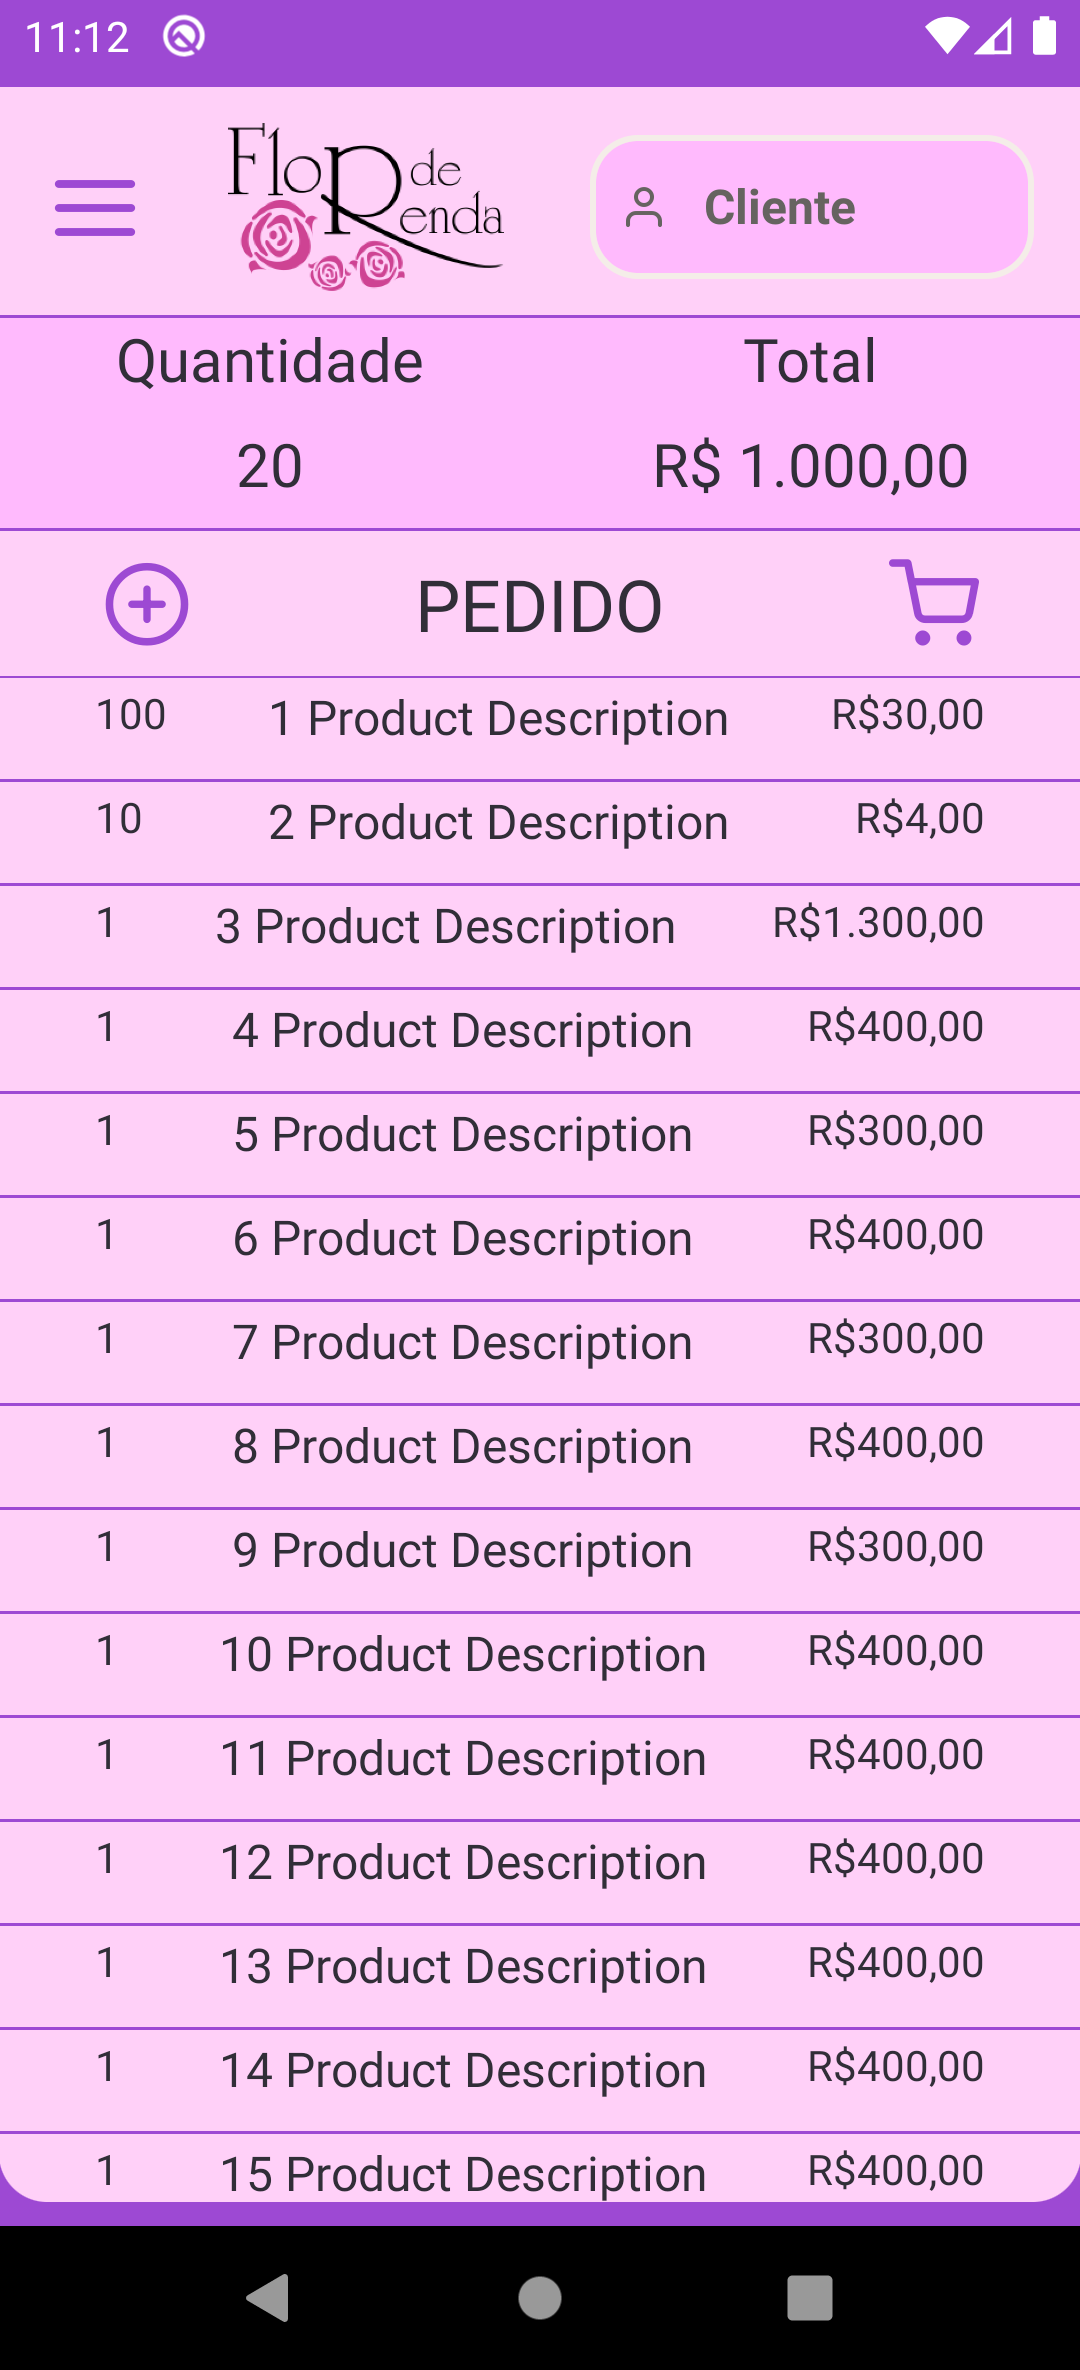 11:12
Flor de Renda
Cliente
Quantidade Total
20 R$ 1.000,00
PEDIDO
100 1 Product Description R$30,00
10 2 Product Description R$4,00
1 3 Product Description R$1.300,00
1 4 Product Description R$400,00
1 5 Product Description R$300,00
1 6 Product Description R$400,00
1 7 Product Description R$300,00
1 8 Product Description R$400,00
1 9 Product Description R$300,00
1 10 Product Description R$400,00
1 11 Product Description R$400,00
1 12 Product Description R$400,00
1 13 Product Description R$400,00
1 14 Product Description R$400,00
1 15 Product Description R$400,00